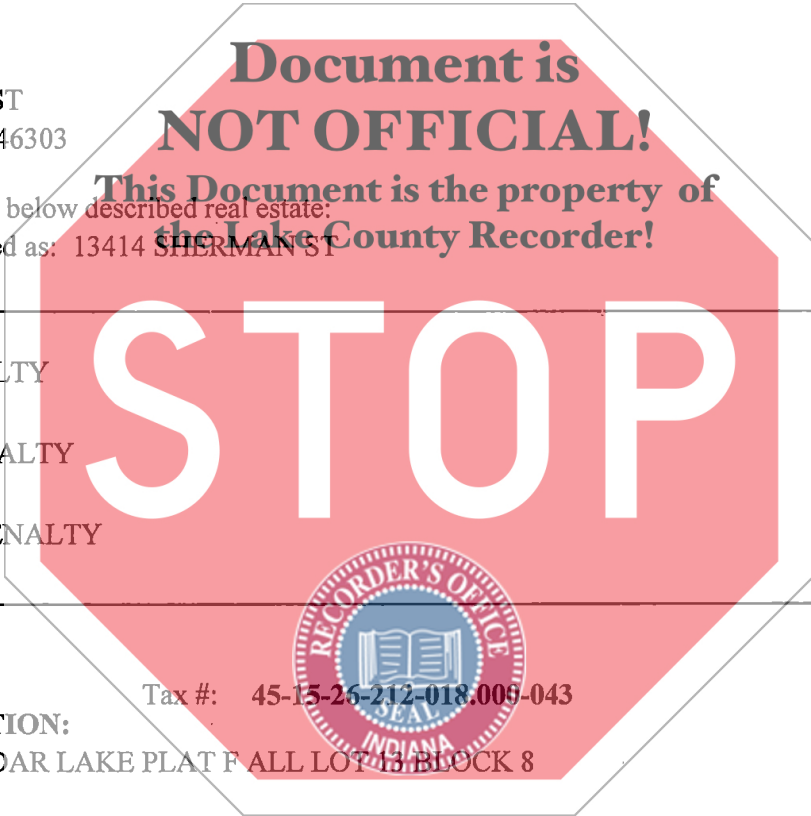 Document is
ST
NOT OFFICIAL!
46303
This Document is the property of
below described real estate:
the Lake County Recorder!
ed as: 13414 SHERMAN ST
LTY
STOP
ALTY
ENALTY
RECORDER'S OFFICE
SEAL
INDIANA
Tax #: 45-15-26-212-018.000-043
TION:
DAR LAKE PLAT F ALL LOT 13 BLOCK 8